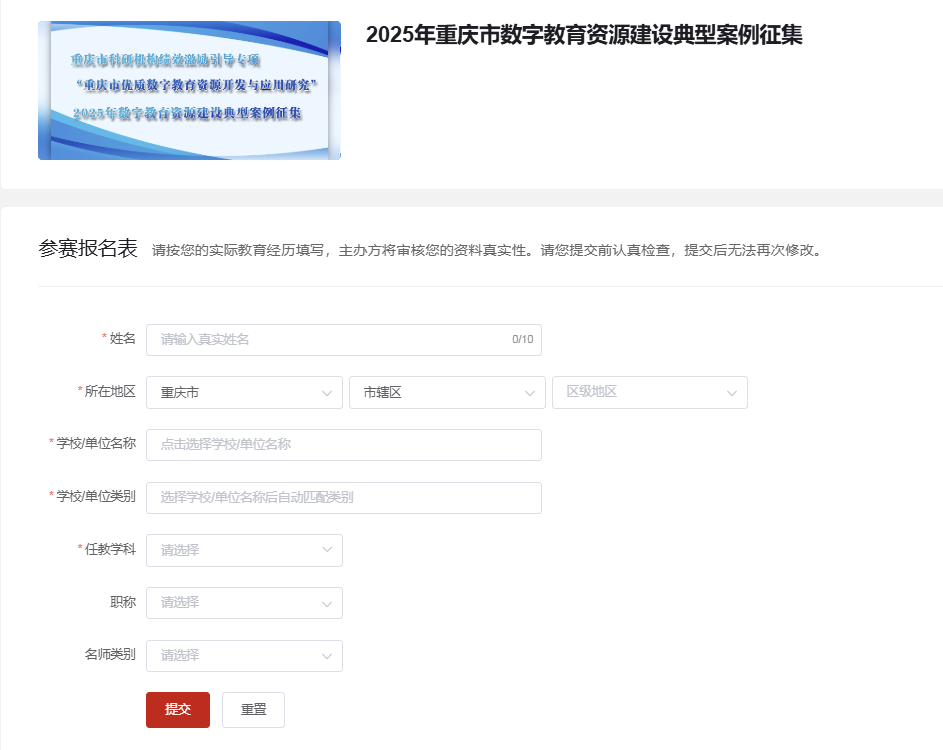 2025年重庆市数字教育资源建设典型案例征集
重庆市科研机构绩效激励引导专项
“重庆市优质数字教育资源开发与应用研究”
2025年数字教育资源建设典型案例征集
参赛报名表 请按您的实际教育经历填写，主办方将审核您的资料真实性。请您提交前认真检查，提交后无法再次修改。
* 姓名 请输入真实姓名 0/10
* 所在地区 重庆市 市辖区 区级地区
* 学校/单位名称 点击选择学校/单位名称
* 学校/单位类别 选择学校/单位名称后自动匹配类别
* 任教学科 请选择
职称 请选择
名师类别 请选择
提交 重置